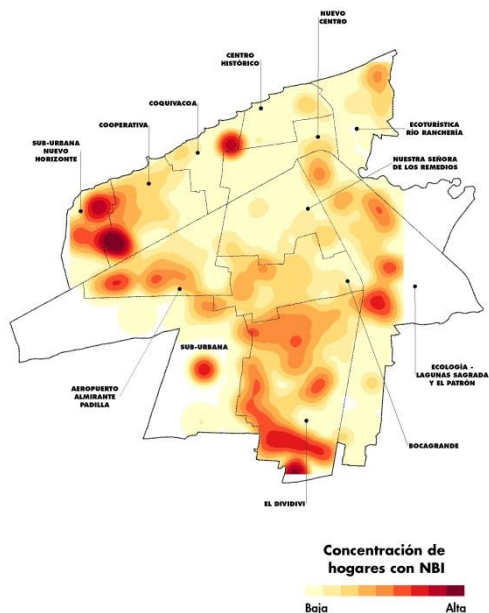 NUEVO
CENTRO
CENTRO
HISTÓRICO
COQUIVACOA
COOPERATIVA
ECOTURÍSTICA
RÍO RANCHERÍA
SUB-URBANA
NUEVO
HORIZONTE
NUESTRA SEÑORA
DE LOS REMEDIOS
SUB-URBANA
AEROPUERTO
ALMIRANTE
PADILLA
ECOLOGÍA -
LAGUNAS SAGRADA
Y EL PATRÓN
BOCAGRANDE
EL DIVIDIVI
Concentración de
hogares con NBI
Baja Alta